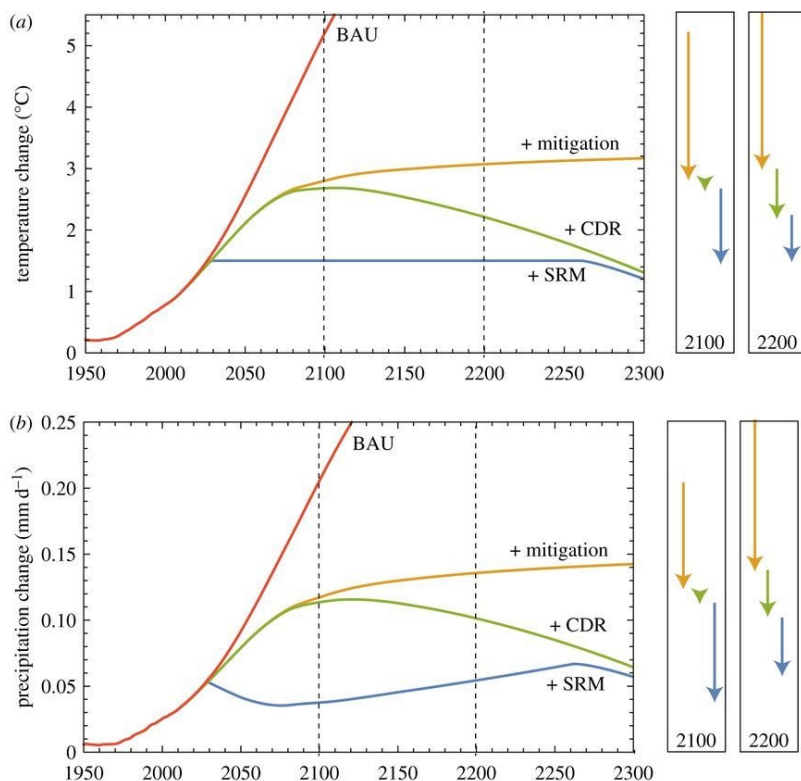 (a)
5
4
3
2
1
0
temperature change (°C)
BAU
+ mitigation
+ CDR
+ SRM
1950 2000 2050 2100 2150 2200 2250 2300
2100 2200
(b)
0.25
0.20
0.15
0.10
0.05
0
precipitation change (mm d⁻¹)
BAU
+ mitigation
+ CDR
+ SRM
1950 2000 2050 2100 2150 2200 2250 2300
2100 2200